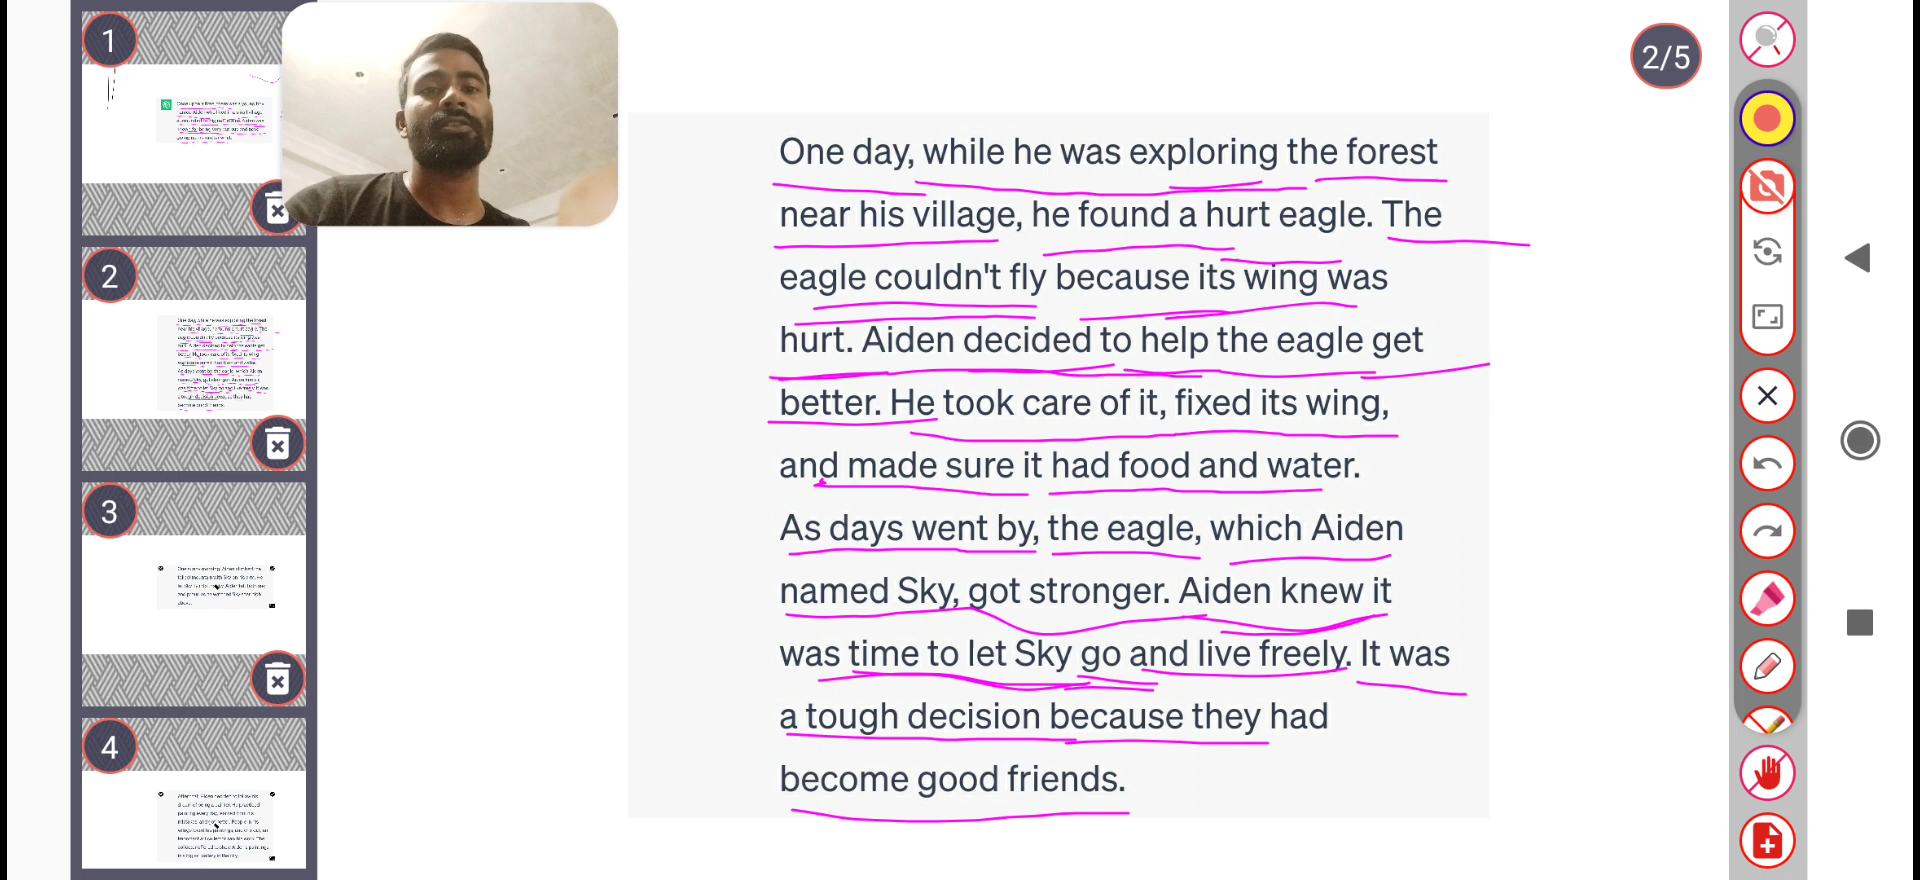 1
2
3
4
2/5
One day, while he was exploring the forest
near his village, he found a hurt eagle. The
eagle couldn't fly because its wing was
hurt. Aiden decided to help the eagle get
better. He took care of it, fixed its wing,
and made sure it had food and water.
As days went by, the eagle, which Aiden
named Sky, got stronger. Aiden knew it
was time to let Sky go and live freely. It was
a tough decision because they had
become good friends.